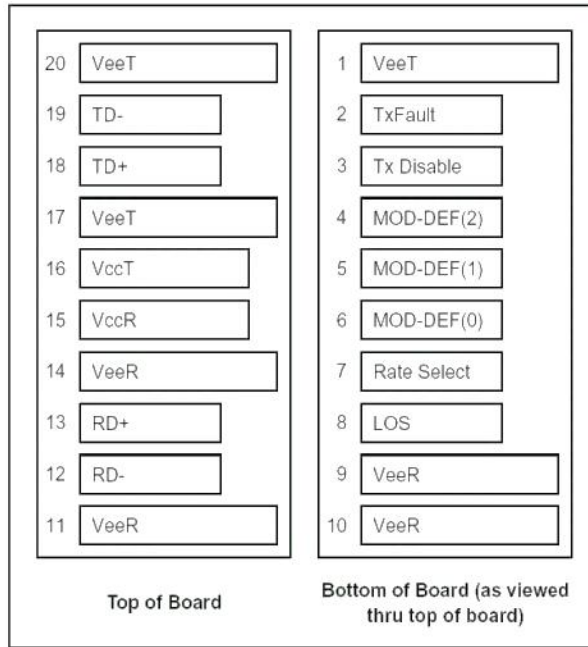 20 VeeT
19 TD-
18 TD+
17 VeeT
16 VccT
15 VccR
14 VeeR
13 RD+
12 RD-
11 VeeR
Top of Board
1 VeeT
2 TxFault
3 Tx Disable
4 MOD-DEF(2)
5 MOD-DEF(1)
6 MOD-DEF(0)
7 Rate Select
8 LOS
9 VeeR
10 VeeR
Bottom of Board (as viewed
thru top of board)